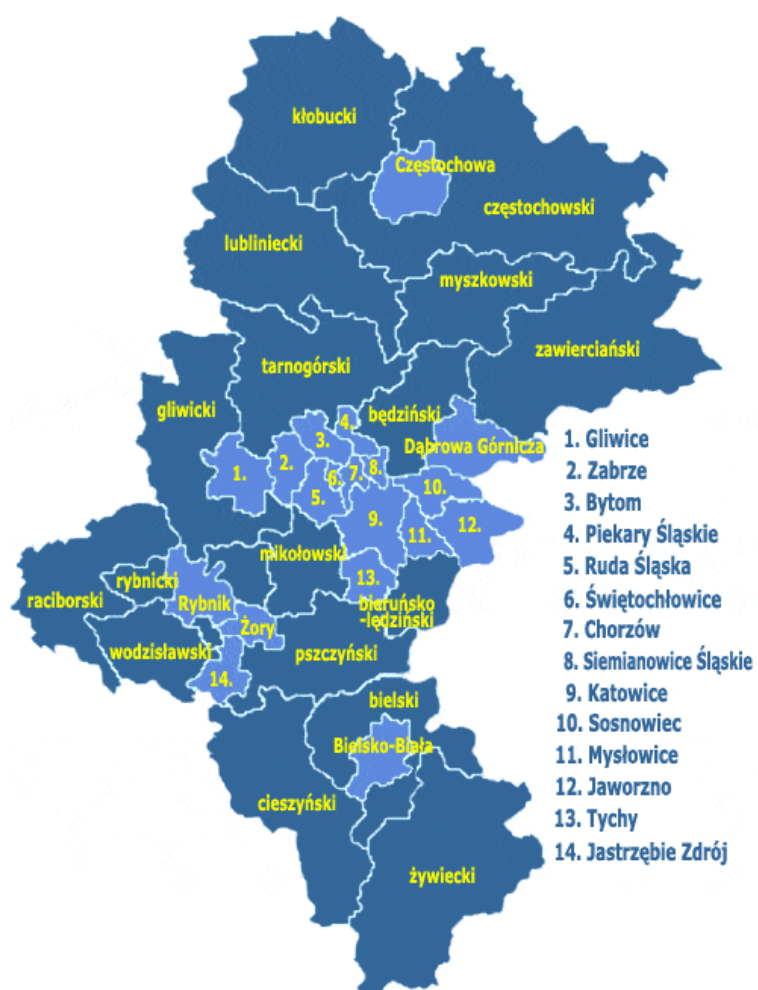 kłobucki
Częstochowa
częstochowski
lubliniecki
myszkowski
zawierciański
tarnogórski
gliwicki
będziński
4.
Dąbrowa Górnicza
3.
1.
2.
6.
7.
8.
5.
10.
9.
11.
12.
mikołowski
rybnicki
13.
raciborski
Rybnik
bieruńsko
-lędziński
Żory
wodzisławski
pszczyński
14.
bielski
Bielsko-Biała
cieszyński
żywiecki
1. Gliwice
2. Zabrze
3. Bytom
4. Piekary Śląskie
5. Ruda Śląska
6. Świętochłowice
7. Chorzów
8. Siemianowice Śląskie
9. Katowice
10. Sosnowiec
11. Mysłowice
12. Jaworzno
13. Tychy
14. Jastrzębie Zdrój